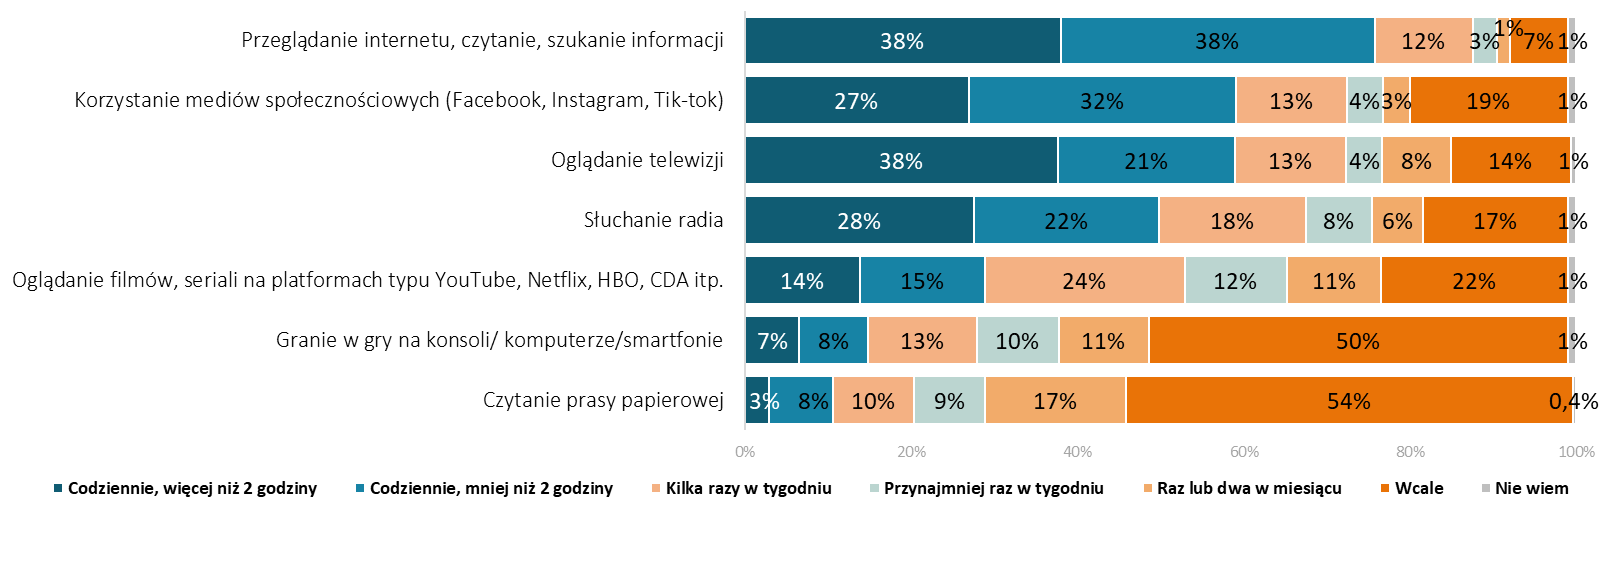 Przeglądanie internetu, czytanie, szukanie informacji 38% 38% 12% 3% 1% 7% 1%
Korzystanie mediów społecznościowych (Facebook, Instagram, Tik-tok) 27% 32% 13% 4% 3% 19% 1%
Oglądanie telewizji 38% 21% 13% 4% 8% 14% 1%
Słuchanie radia 28% 22% 18% 8% 6% 17% 1%
Oglądanie filmów, seriali na platformach typu YouTube, Netflix, HBO, CDA itp. 14% 15% 24% 12% 11% 22% 1%
Granie w gry na konsoli/ komputerze/smartfonie 7% 8% 13% 10% 11% 50% 1%
Czytanie prasy papierowej 3% 8% 10% 9% 17% 54% 0,4%
0% 20% 40% 60% 80% 100%
Codziennie, więcej niż 2 godziny Codziennie, mniej niż 2 godziny Kilka razy w tygodniu Przynajmniej raz w tygodniu Raz lub dwa w miesiącu Wcale Nie wiem